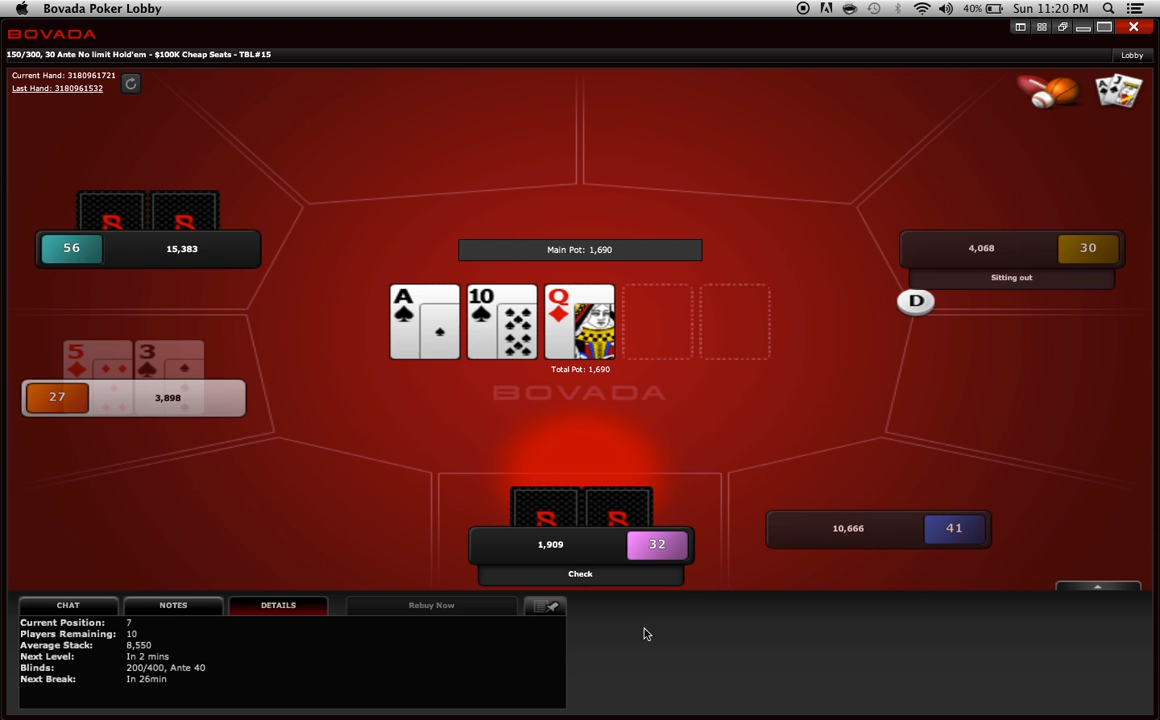 Bovada Poker Lobby
40%
Sun 11:20 PM
BOVADA
150/300, 30 Ante No limit Hold'em - $100K Cheap Seats - TBL#15
Lobby
Current Hand: 3180961721
Last Hand: 3180961532
56
15,383
4,068
30
Sitting out
D
Main Pot: 1,690
A
10
Q
Total Pot: 1,690
BOVADA
5
3
27
3,898
1,909
32
Check
10,666
41
CHAT
NOTES
DETAILS
Rebuy Now
Current Position: 7
Players Remaining: 10
Average Stack: 8,550
Next Level: In 2 mins
Blinds: 200/400, Ante 40
Next Break: In 26min